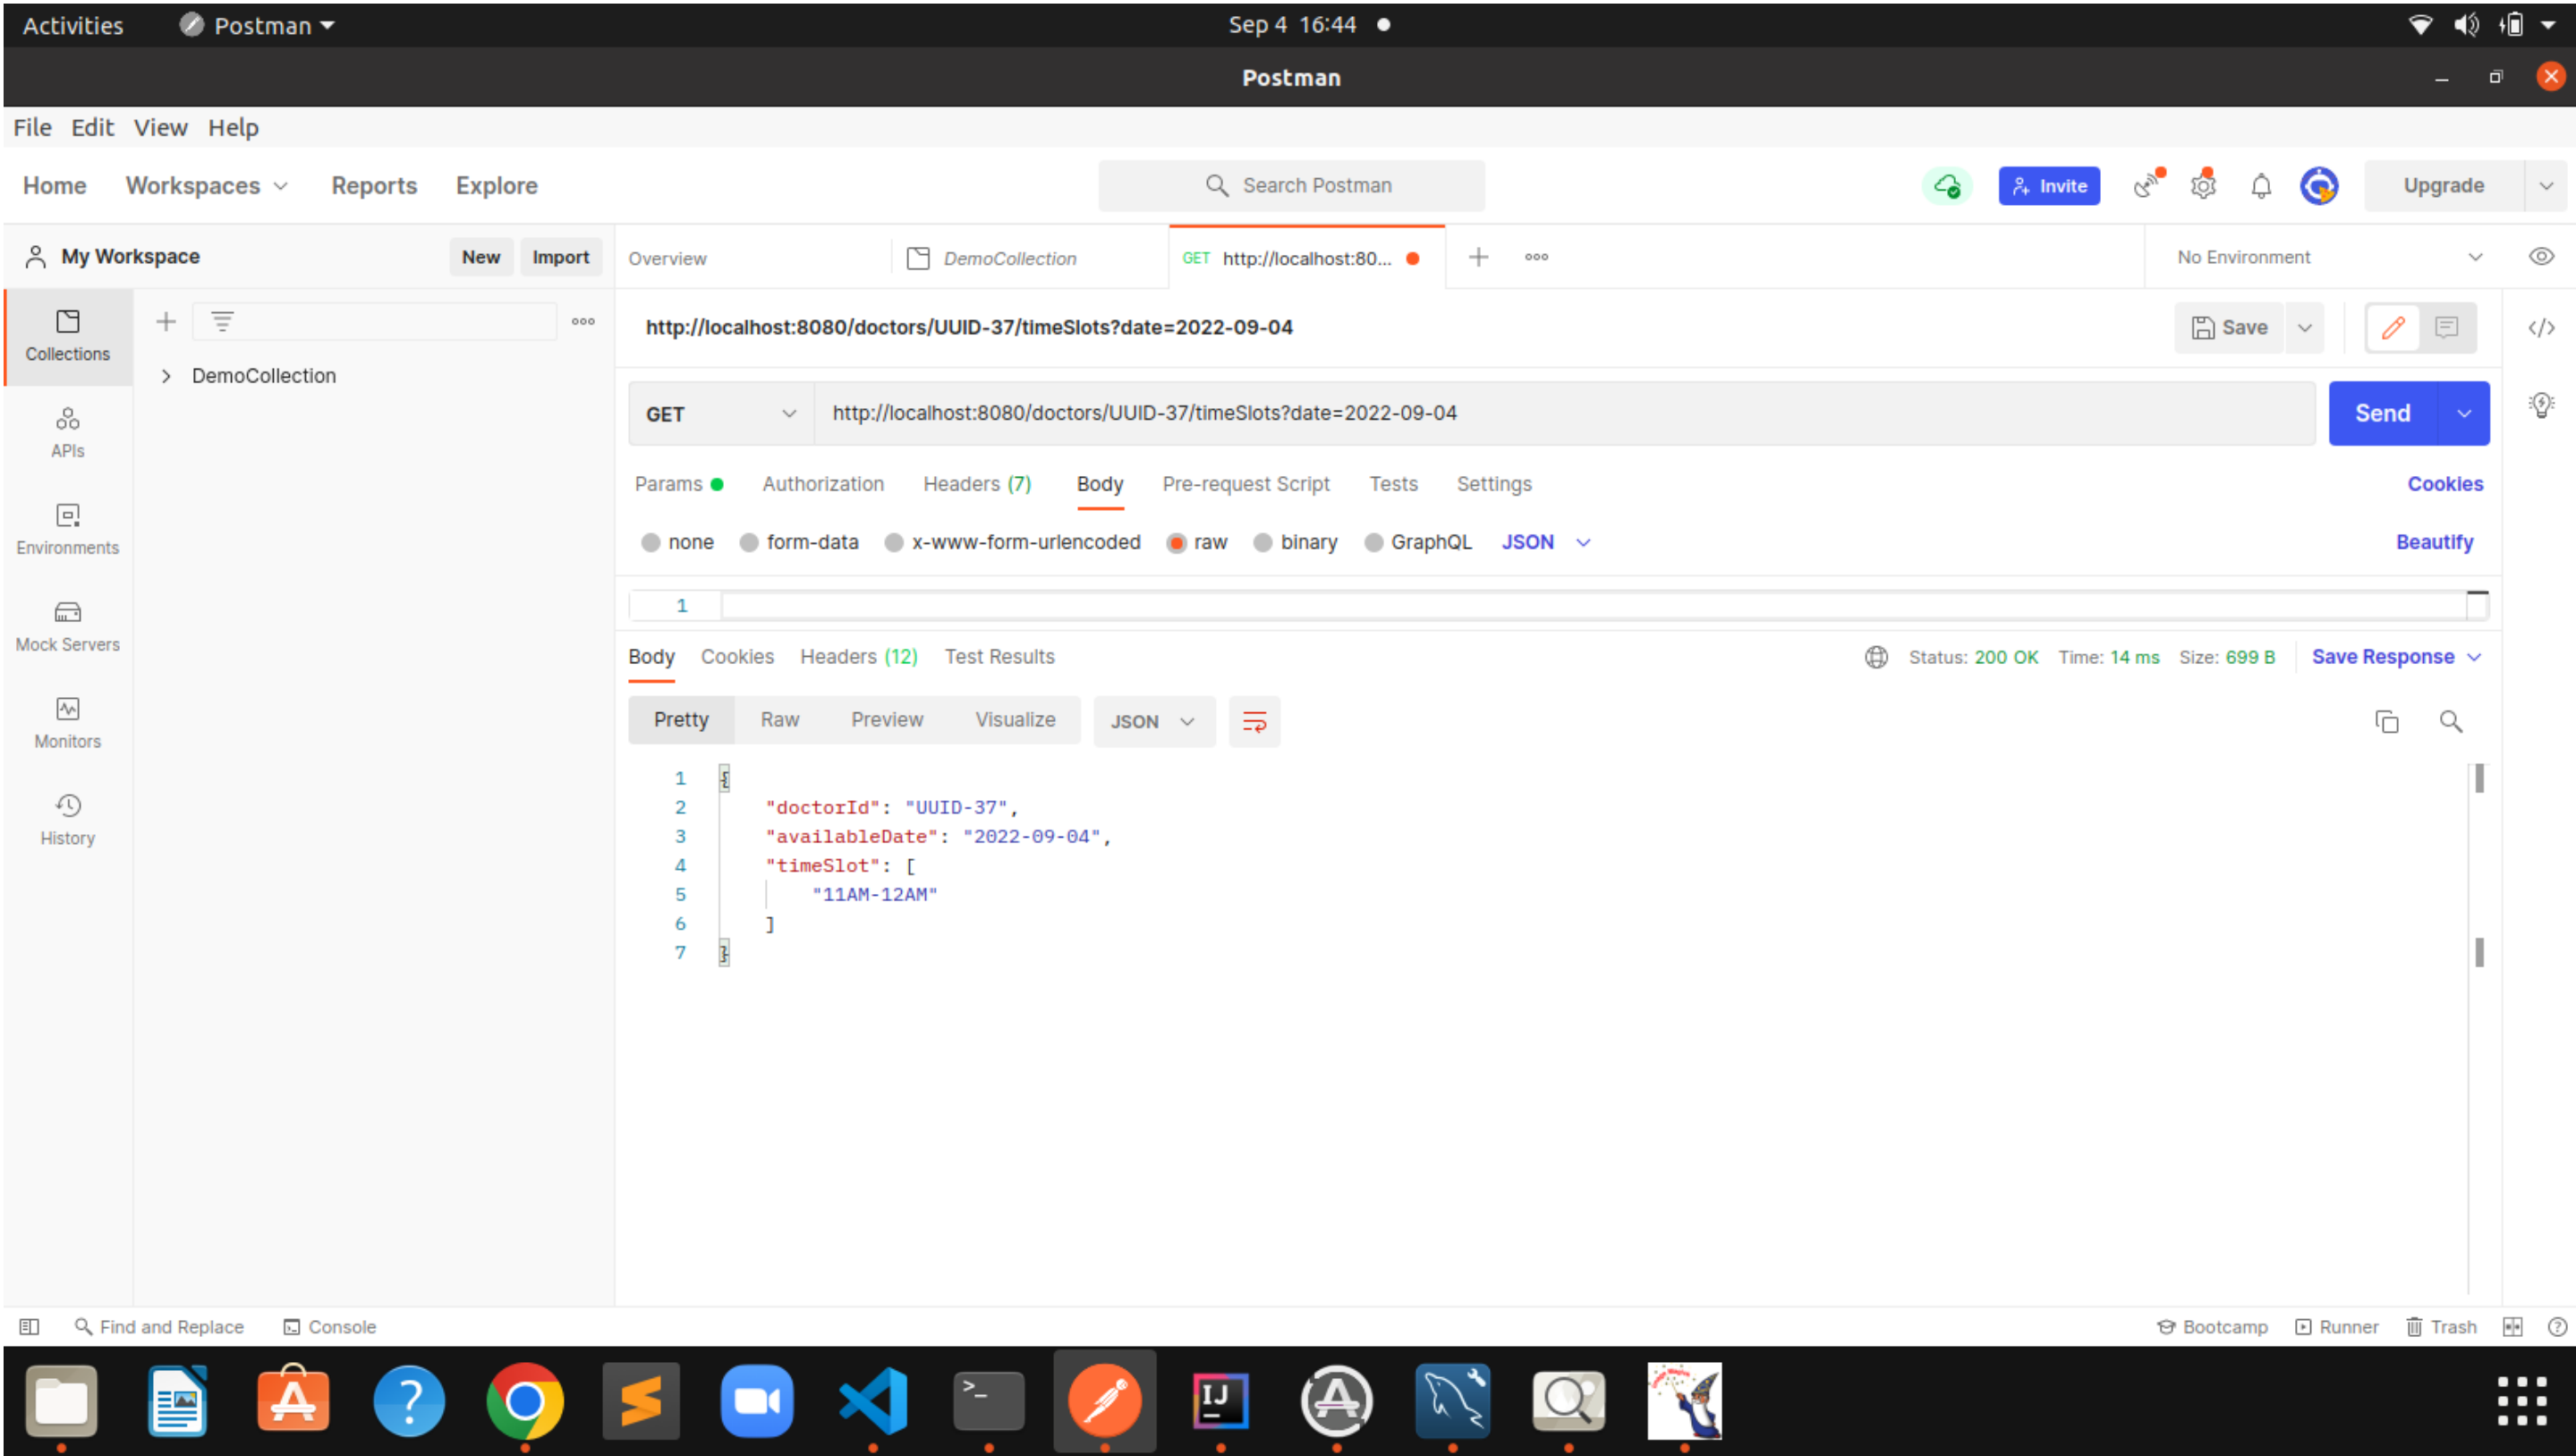 Activities Postman Sep 4 16:44
Postman
File Edit View Help
Home Workspaces Reports Explore Search Postman Invite Upgrade
My Workspace New Import Overview DemoCollection GET http://localhost:80... No Environment
Collections
http://localhost:8080/doctors/UUID-37/timeSlots?date=2022-09-04 Save
DemoCollection
GET http://localhost:8080/doctors/UUID-37/timeSlots?date=2022-09-04 Send
APIs
Params Authorization Headers (7) Body Pre-request Script Tests Settings Cookies
Environments
none form-data x-www-form-urlencoded raw binary GraphQL JSON Beautify
1
Mock Servers
Body Cookies Headers (12) Test Results Status: 200 OK Time: 14 ms Size: 699 B Save Response
Pretty Raw Preview Visualize JSON
Monitors
1 {
2 "doctorId": "UUID-37",
3 "availableDate": "2022-09-04",
History
4 "timeSlot": [
5 "11AM-12AM"
6 ]
7 }
Find and Replace Console Bootcamp Runner Trash
IJ